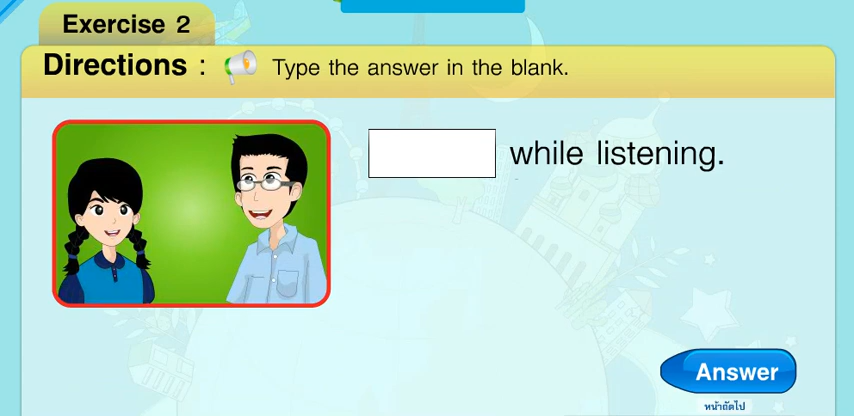 Exercise 2
Directions : Type the answer in the blank.
while listening.
Answer
หน้าถัดไป